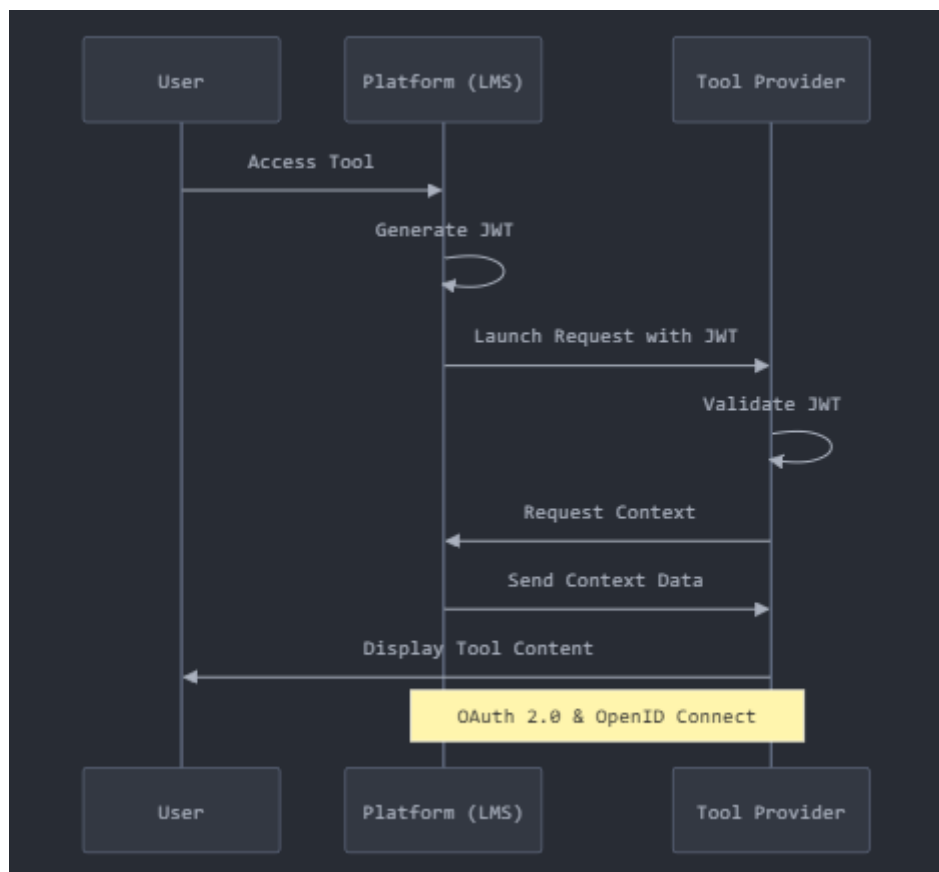 User
Platform (LMS)
Tool Provider
Access Tool
Generate JWT
Launch Request with JWT
Validate JWT
Request Context
Send Context Data
Display Tool Content
OAuth 2.0 & OpenID Connect
User
Platform (LMS)
Tool Provider